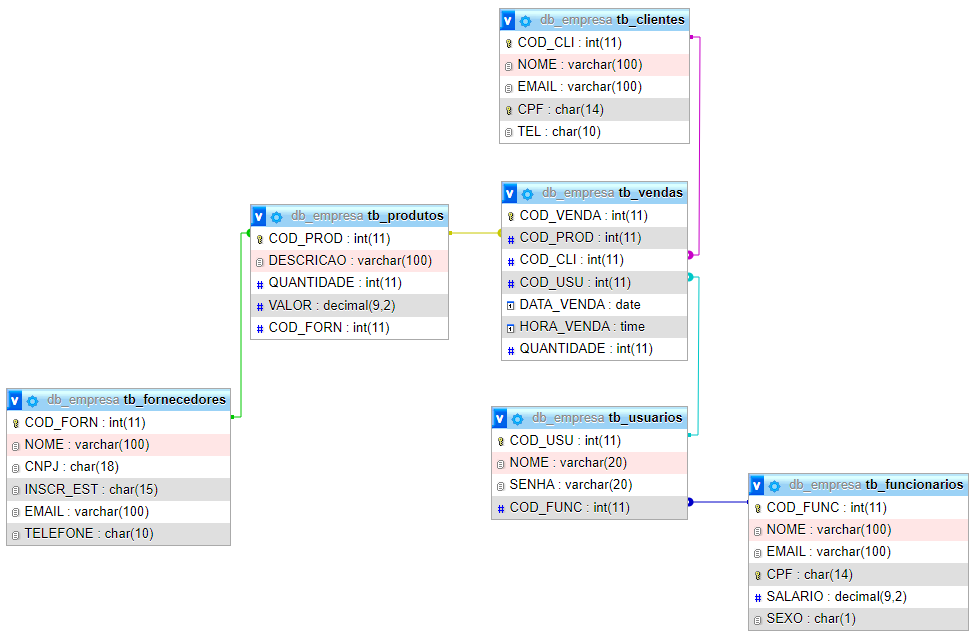 v db_empresa tb_clientes
COD_CLI : int(11)
NOME : varchar(100)
EMAIL : varchar(100)
CPF : char(14)
TEL : char(10)
v db_empresa tb_vendas
COD_VENDA : int(11)
# COD_PROD : int(11)
# COD_CLI : int(11)
# COD_USU : int(11)
DATA_VENDA : date
HORA_VENDA : time
# QUANTIDADE : int(11)
v db_empresa tb_produtos
COD_PROD : int(11)
DESCRICAO : varchar(100)
# QUANTIDADE : int(11)
# VALOR : decimal(9,2)
# COD_FORN : int(11)
v db_empresa tb_fornecedores
COD_FORN : int(11)
NOME : varchar(100)
CNPJ : char(18)
INSCR_EST : char(15)
EMAIL : varchar(100)
TELEFONE : char(10)
v db_empresa tb_usuarios
COD_USU : int(11)
NOME : varchar(20)
SENHA : varchar(20)
# COD_FUNC : int(11)
v db_empresa tb_funcionarios
COD_FUNC : int(11)
NOME : varchar(100)
EMAIL : varchar(100)
CPF : char(14)
# SALARIO : decimal(9,2)
SEXO : char(1)